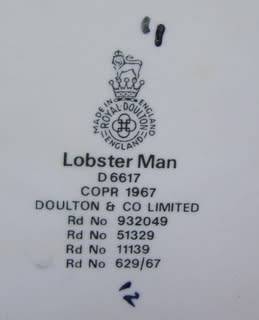 MADE IN ENGLAND
ROYAL DOULTON
ENGLAND
Lobster Man
D 6617
COPR 1967
DOULTON & CO LIMITED
Rd No 932049
Rd No 51329
Rd No 11139
Rd No 629/67